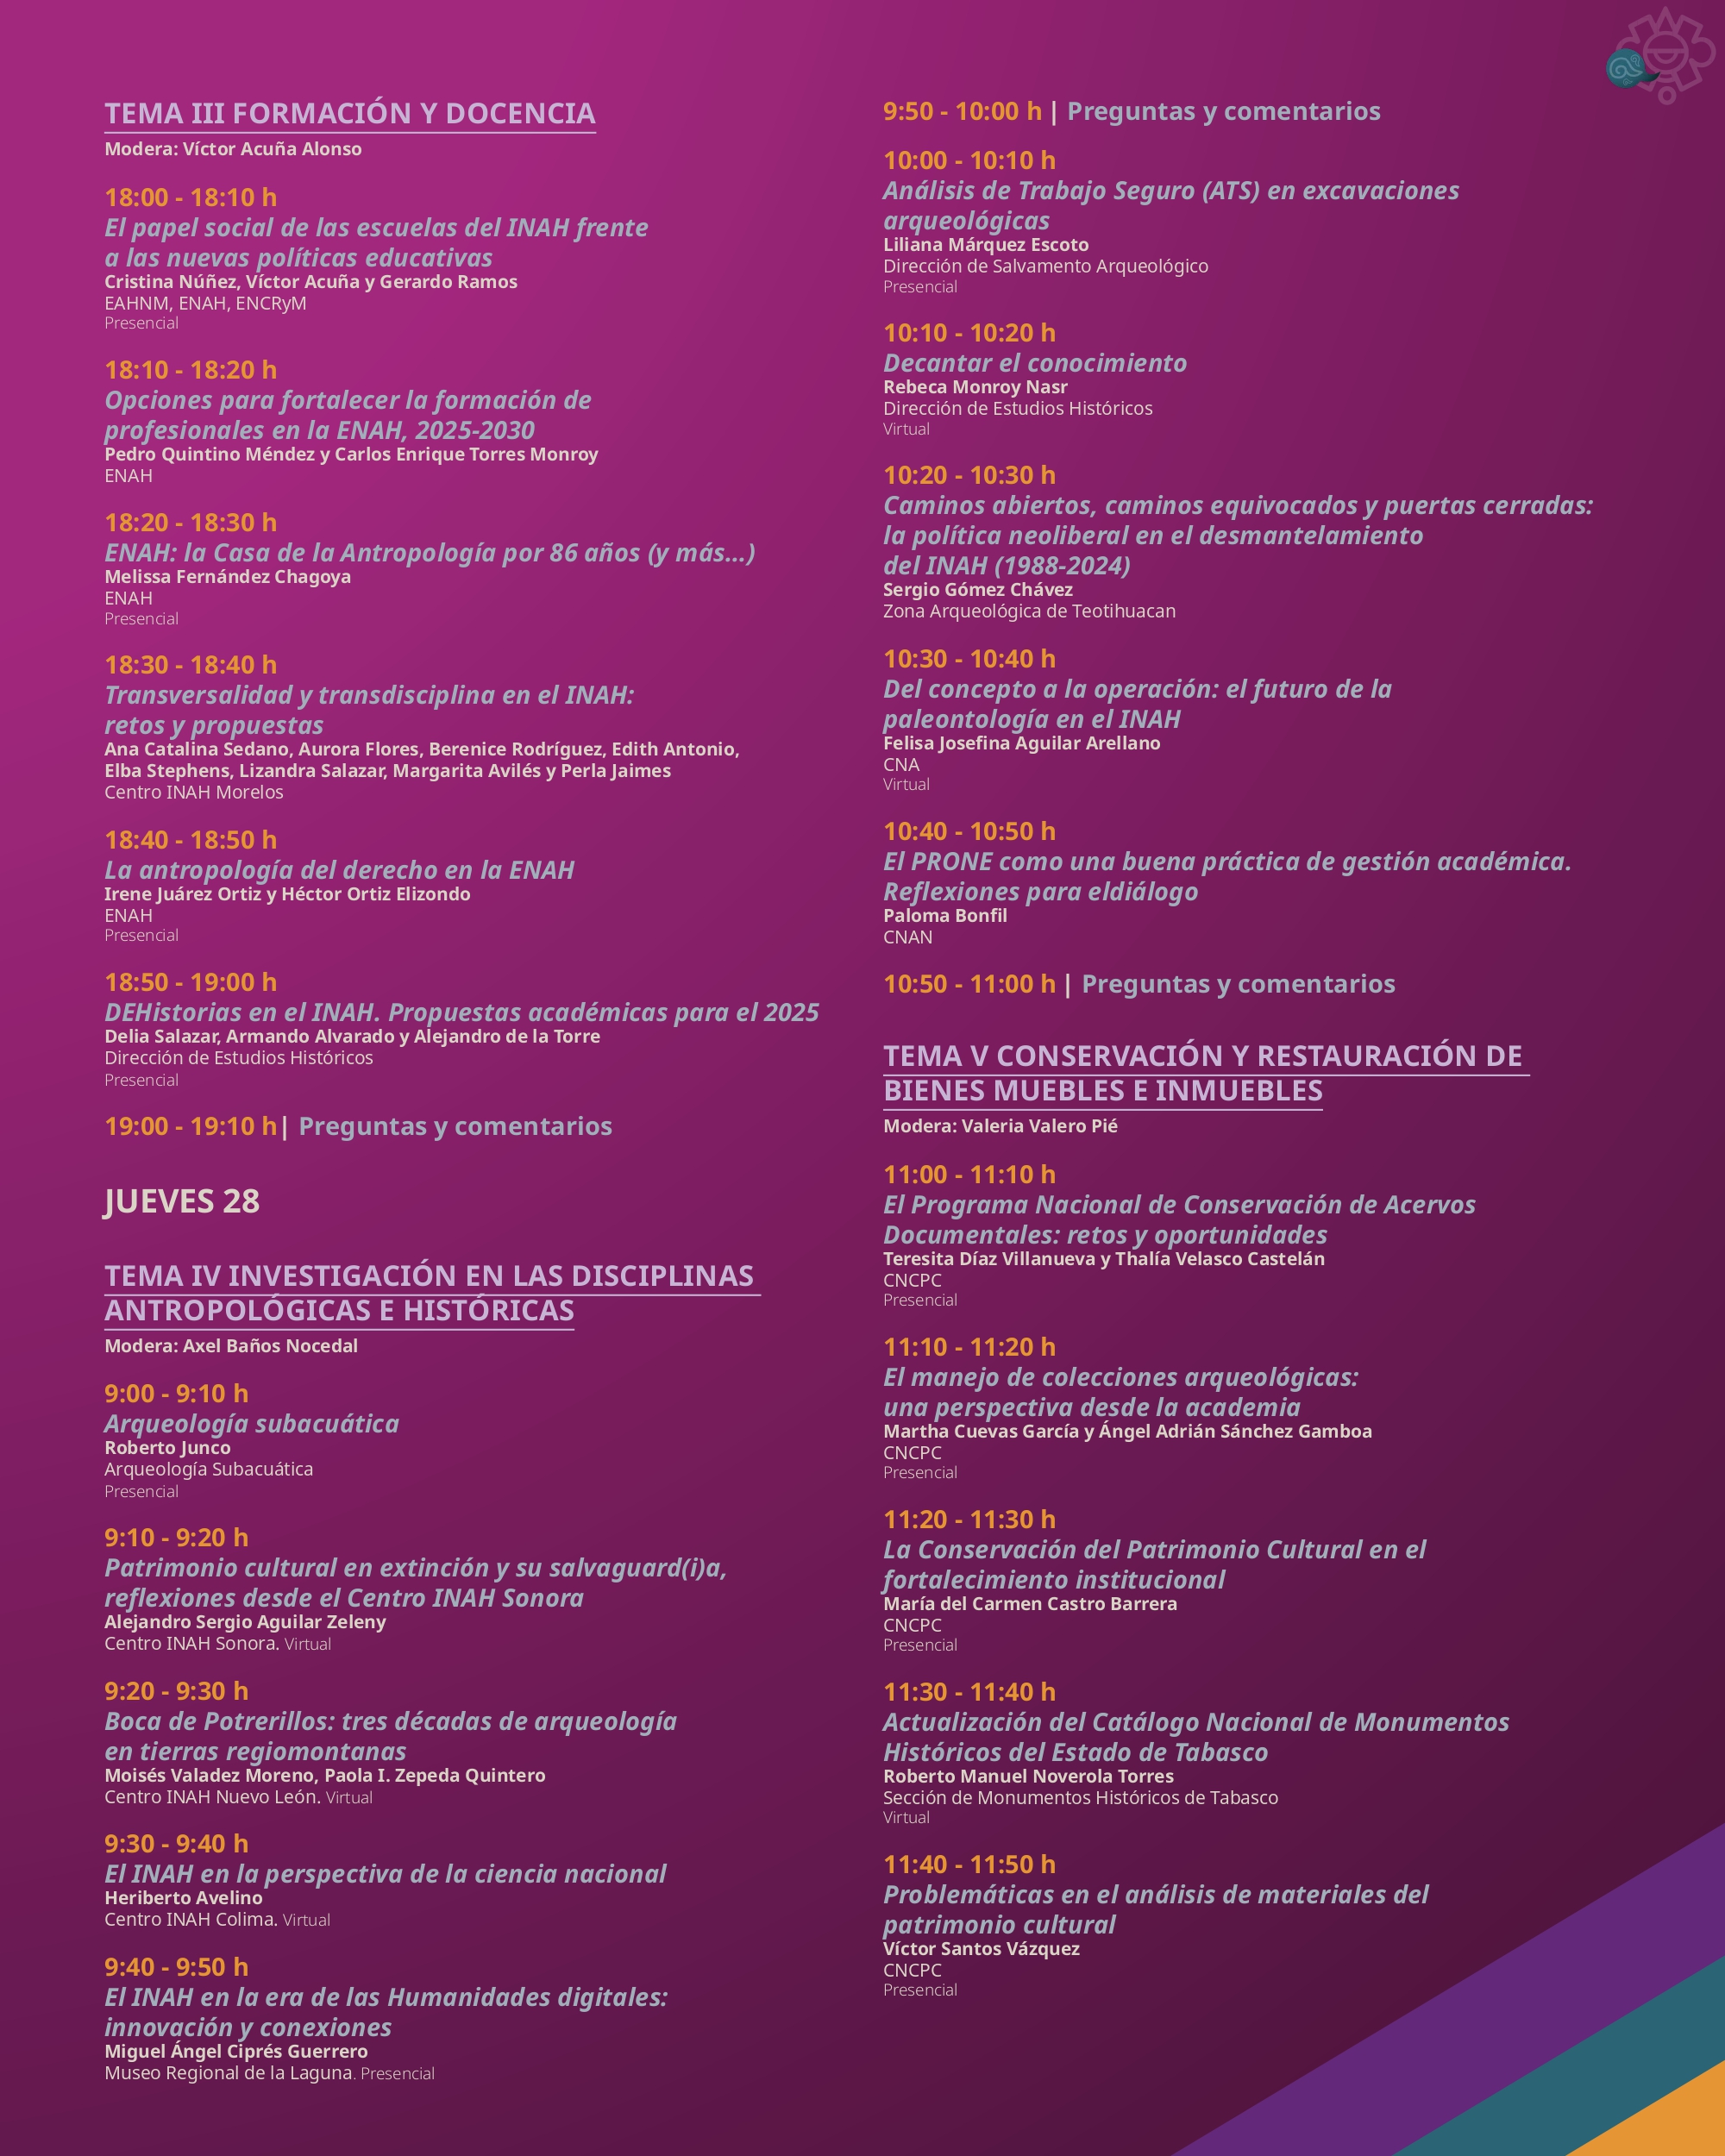 TEMA III FORMACIÓN Y DOCENCIA
Modera: Víctor Acuña Alonso
18:00 - 18:10 h
El papel social de las escuelas del INAH frente
a las nuevas políticas educativas
Cristina Núñez, Víctor Acuña y Gerardo Ramos
EAHNM, ENAH, ENCRyM
Presencial
18:10 - 18:20 h
Opciones para fortalecer la formación de
profesionales en la ENAH, 2025-2030
Pedro Quintino Méndez y Carlos Enrique Torres Monroy
ENAH
18:20 - 18:30 h
ENAH: la Casa de la Antropología por 86 años (y más...)
Melissa Fernández Chagoya
ENAH
Presencial
18:30 - 18:40 h
Transversalidad y transdisciplina en el INAH:
retos y propuestas
Ana Catalina Sedano, Aurora Flores, Berenice Rodríguez, Edith Antonio,
Elba Stephens, Lizandra Salazar, Margarita Avilés y Perla Jaimes
Centro INAH Morelos
18:40 - 18:50 h
La antropología del derecho en la ENAH
Irene Juárez Ortiz y Héctor Ortiz Elizondo
ENAH
Presencial
18:50 - 19:00 h
DEHistorias en el INAH. Propuestas académicas para el 2025
Delia Salazar, Armando Alvarado y Alejandro de la Torre
Dirección de Estudios Históricos
Presencial
19:00 - 19:10 h| Preguntas y comentarios
JUEVES 28
TEMA IV INVESTIGACIÓN EN LAS DISCIPLINAS
ANTROPOLÓGICAS E HISTÓRICAS
Modera: Axel Baños Nocedal
9:00 - 9:10 h
Arqueología subacuática
Roberto Junco
Arqueología Subacuática
Presencial
9:10 - 9:20 h
Patrimonio cultural en extinción y su salvaguard(i)a,
reflexiones desde el Centro INAH Sonora
Alejandro Sergio Aguilar Zeleny
Centro INAH Sonora. Virtual
9:20 - 9:30 h
Boca de Potrerillos: tres décadas de arqueología
en tierras regiomontanas
Moisés Valadez Moreno, Paola I. Zepeda Quintero
Centro INAH Nuevo León. Virtual
9:30 - 9:40 h
El INAH en la perspectiva de la ciencia nacional
Heriberto Avelino
Centro INAH Colima. Virtual
9:40 - 9:50 h
El INAH en la era de las Humanidades digitales:
innovación y conexiones
Miguel Ángel Ciprés Guerrero
Museo Regional de la Laguna. Presencial
9:50 - 10:00 h | Preguntas y comentarios
10:00 - 10:10 h
Análisis de Trabajo Seguro (ATS) en excavaciones
arqueológicas
Liliana Márquez Escoto
Dirección de Salvamento Arqueológico
Presencial
10:10 - 10:20 h
Decantar el conocimiento
Rebeca Monroy Nasr
Dirección de Estudios Históricos
Virtual
10:20 - 10:30 h
Caminos abiertos, caminos equivocados y puertas cerradas:
la política neoliberal en el desmantelamiento
del INAH (1988-2024)
Sergio Gómez Chávez
Zona Arqueológica de Teotihuacan
10:30 - 10:40 h
Del concepto a la operación: el futuro de la
paleontología en el INAH
Felisa Josefina Aguilar Arellano
CNA
Virtual
10:40 - 10:50 h
El PRONE como una buena práctica de gestión académica.
Reflexiones para eldiálogo
Paloma Bonfil
CNAN
10:50 - 11:00 h | Preguntas y comentarios
TEMA V CONSERVACIÓN Y RESTAURACIÓN DE
BIENES MUEBLES E INMUEBLES
Modera: Valeria Valero Pié
11:00 - 11:10 h
El Programa Nacional de Conservación de Acervos
Documentales: retos y oportunidades
Teresita Díaz Villanueva y Thalía Velasco Castelán
CNCPC
Presencial
11:10 - 11:20 h
El manejo de colecciones arqueológicas:
una perspectiva desde la academia
Martha Cuevas García y Ángel Adrián Sánchez Gamboa
CNCPC
Presencial
11:20 - 11:30 h
La Conservación del Patrimonio Cultural en el
fortalecimiento institucional
María del Carmen Castro Barrera
CNCPC
Presencial
11:30 - 11:40 h
Actualización del Catálogo Nacional de Monumentos
Históricos del Estado de Tabasco
Roberto Manuel Noverola Torres
Sección de Monumentos Históricos de Tabasco
Virtual
11:40 - 11:50 h
Problemáticas en el análisis de materiales del
patrimonio cultural
Víctor Santos Vázquez
CNCPC
Presencial